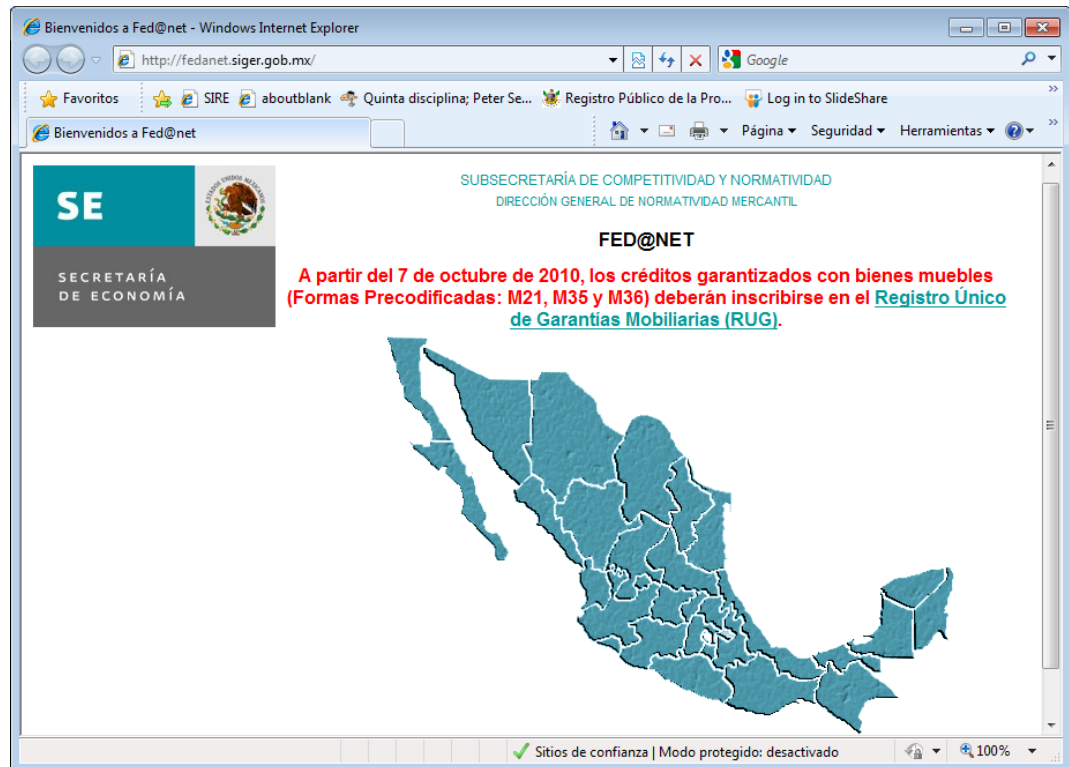 Bienvenidos a Fed@net - Windows Internet Explorer
http://fedanet.siger.gob.mx/
Google
Favoritos
SIRE
aboutblank
Quinta disciplina; Peter Se...
Registro Público de la Pro...
Log in to SlideShare
Bienvenidos a Fed@net
Página
Seguridad
Herramientas
SE
ESTADOS UNIDOS MEXICANOS
SECRETARÍA
DE ECONOMÍA
SUBSECRETARÍA DE COMPETITIVIDAD Y NORMATIVIDAD
DIRECCIÓN GENERAL DE NORMATIVIDAD MERCANTIL
FED@NET
A partir del 7 de octubre de 2010, los créditos garantizados con bienes muebles
(Formas Precodificadas: M21, M35 y M36) deberán inscribirse en el Registro Único
de Garantías Mobiliarias (RUG).
Sitios de confianza | Modo protegido: desactivado
100%